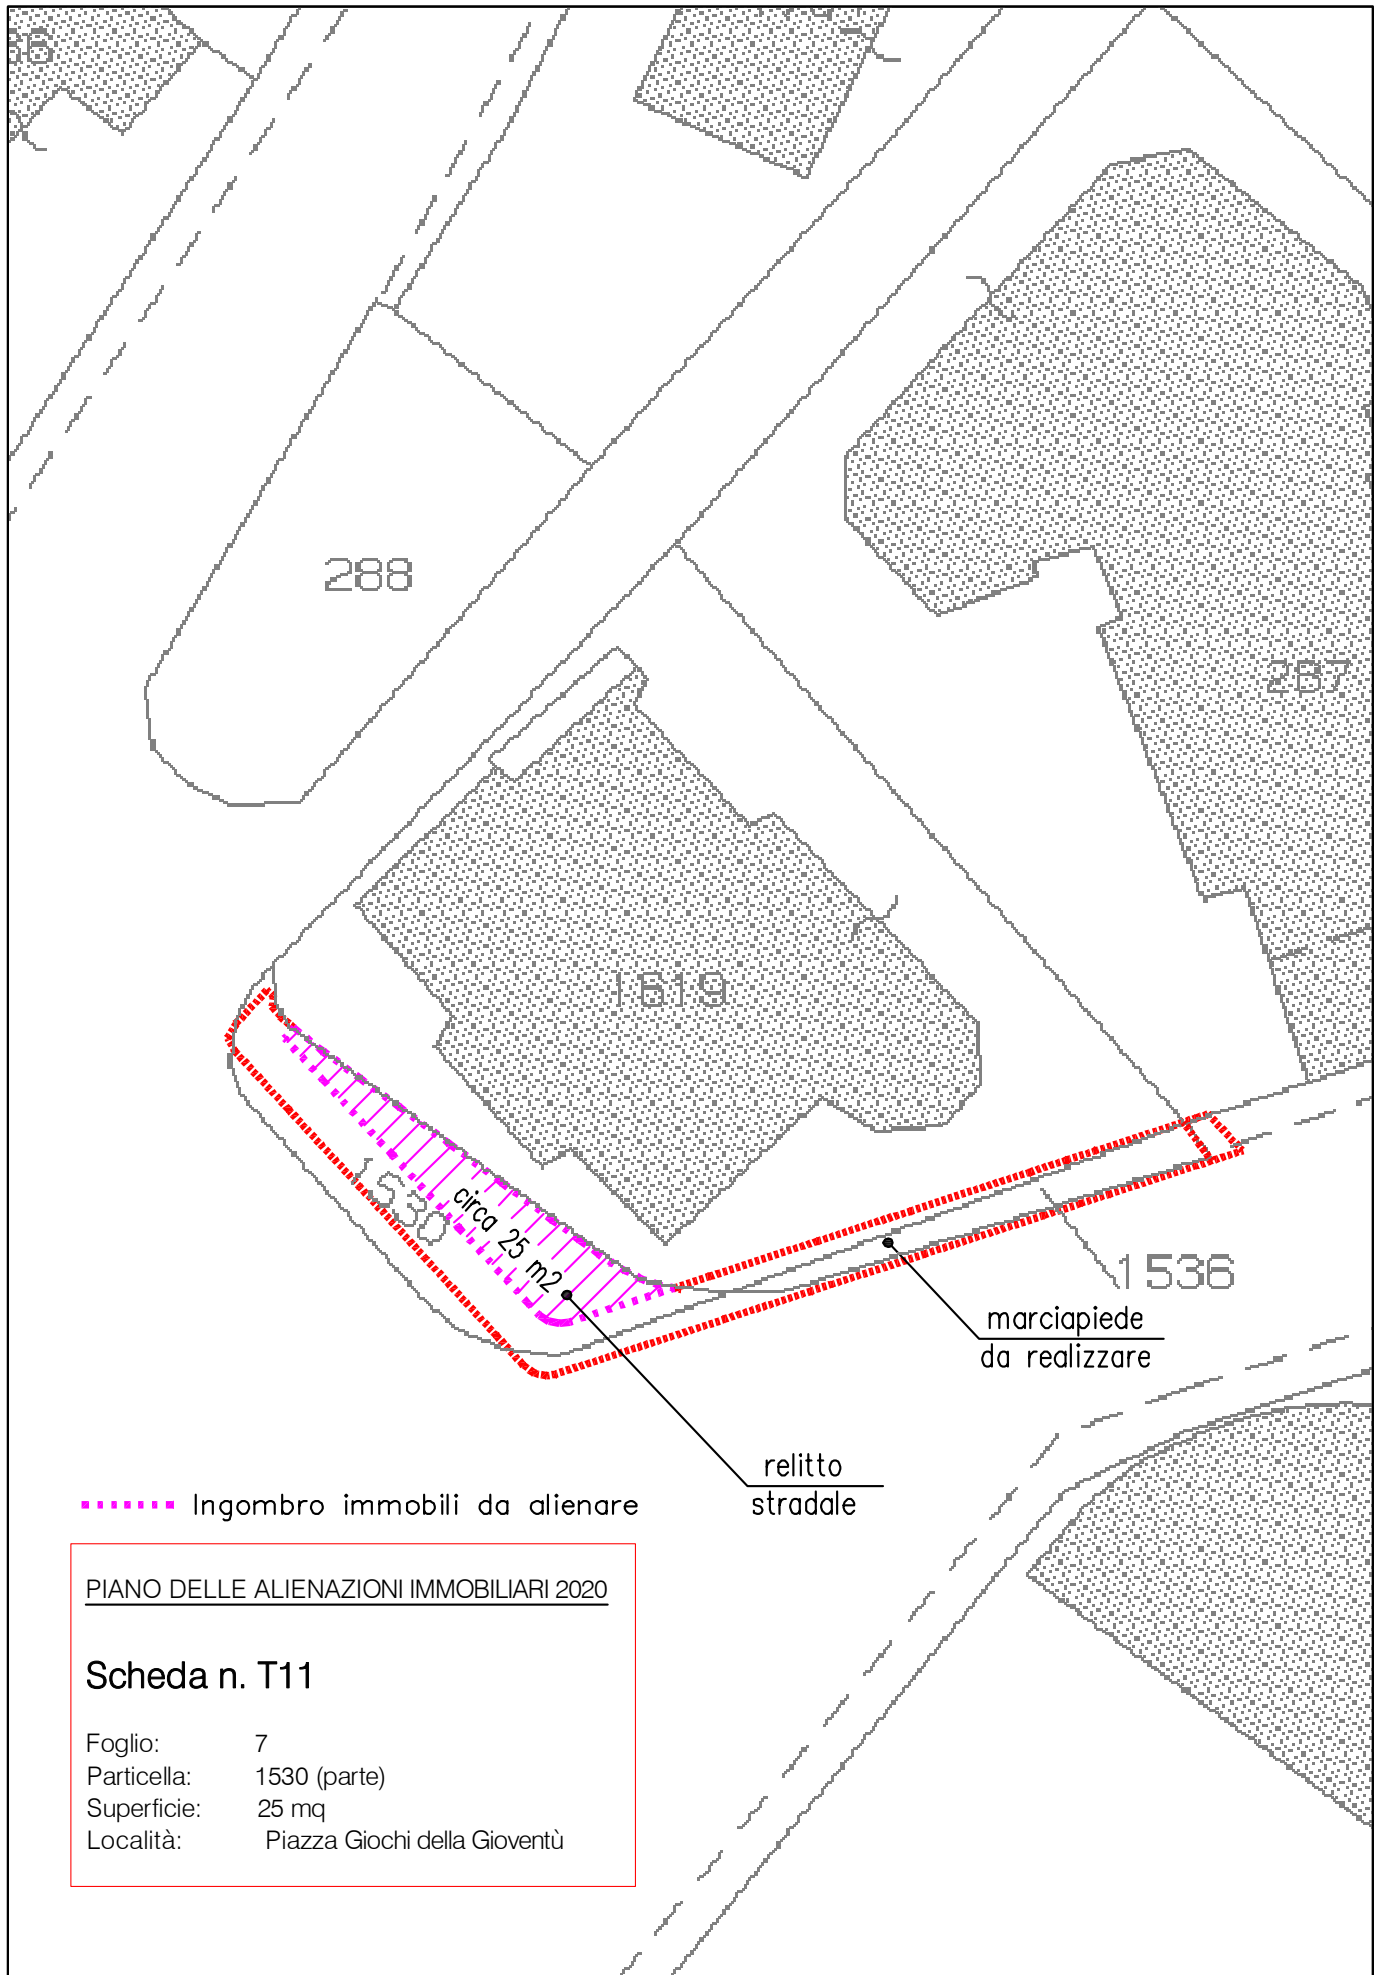 288
287
1619
1530
circa 25 m2
1536
marciapiede
da realizzare
relitto
stradale
Ingombro immobili da alienare
PIANO DELLE ALIENAZIONI IMMOBILIARI 2020
Scheda n. T11
Foglio: 7
Particella: 1530 (parte)
Superficie: 25 mq
Località: Piazza Giochi della Gioventù